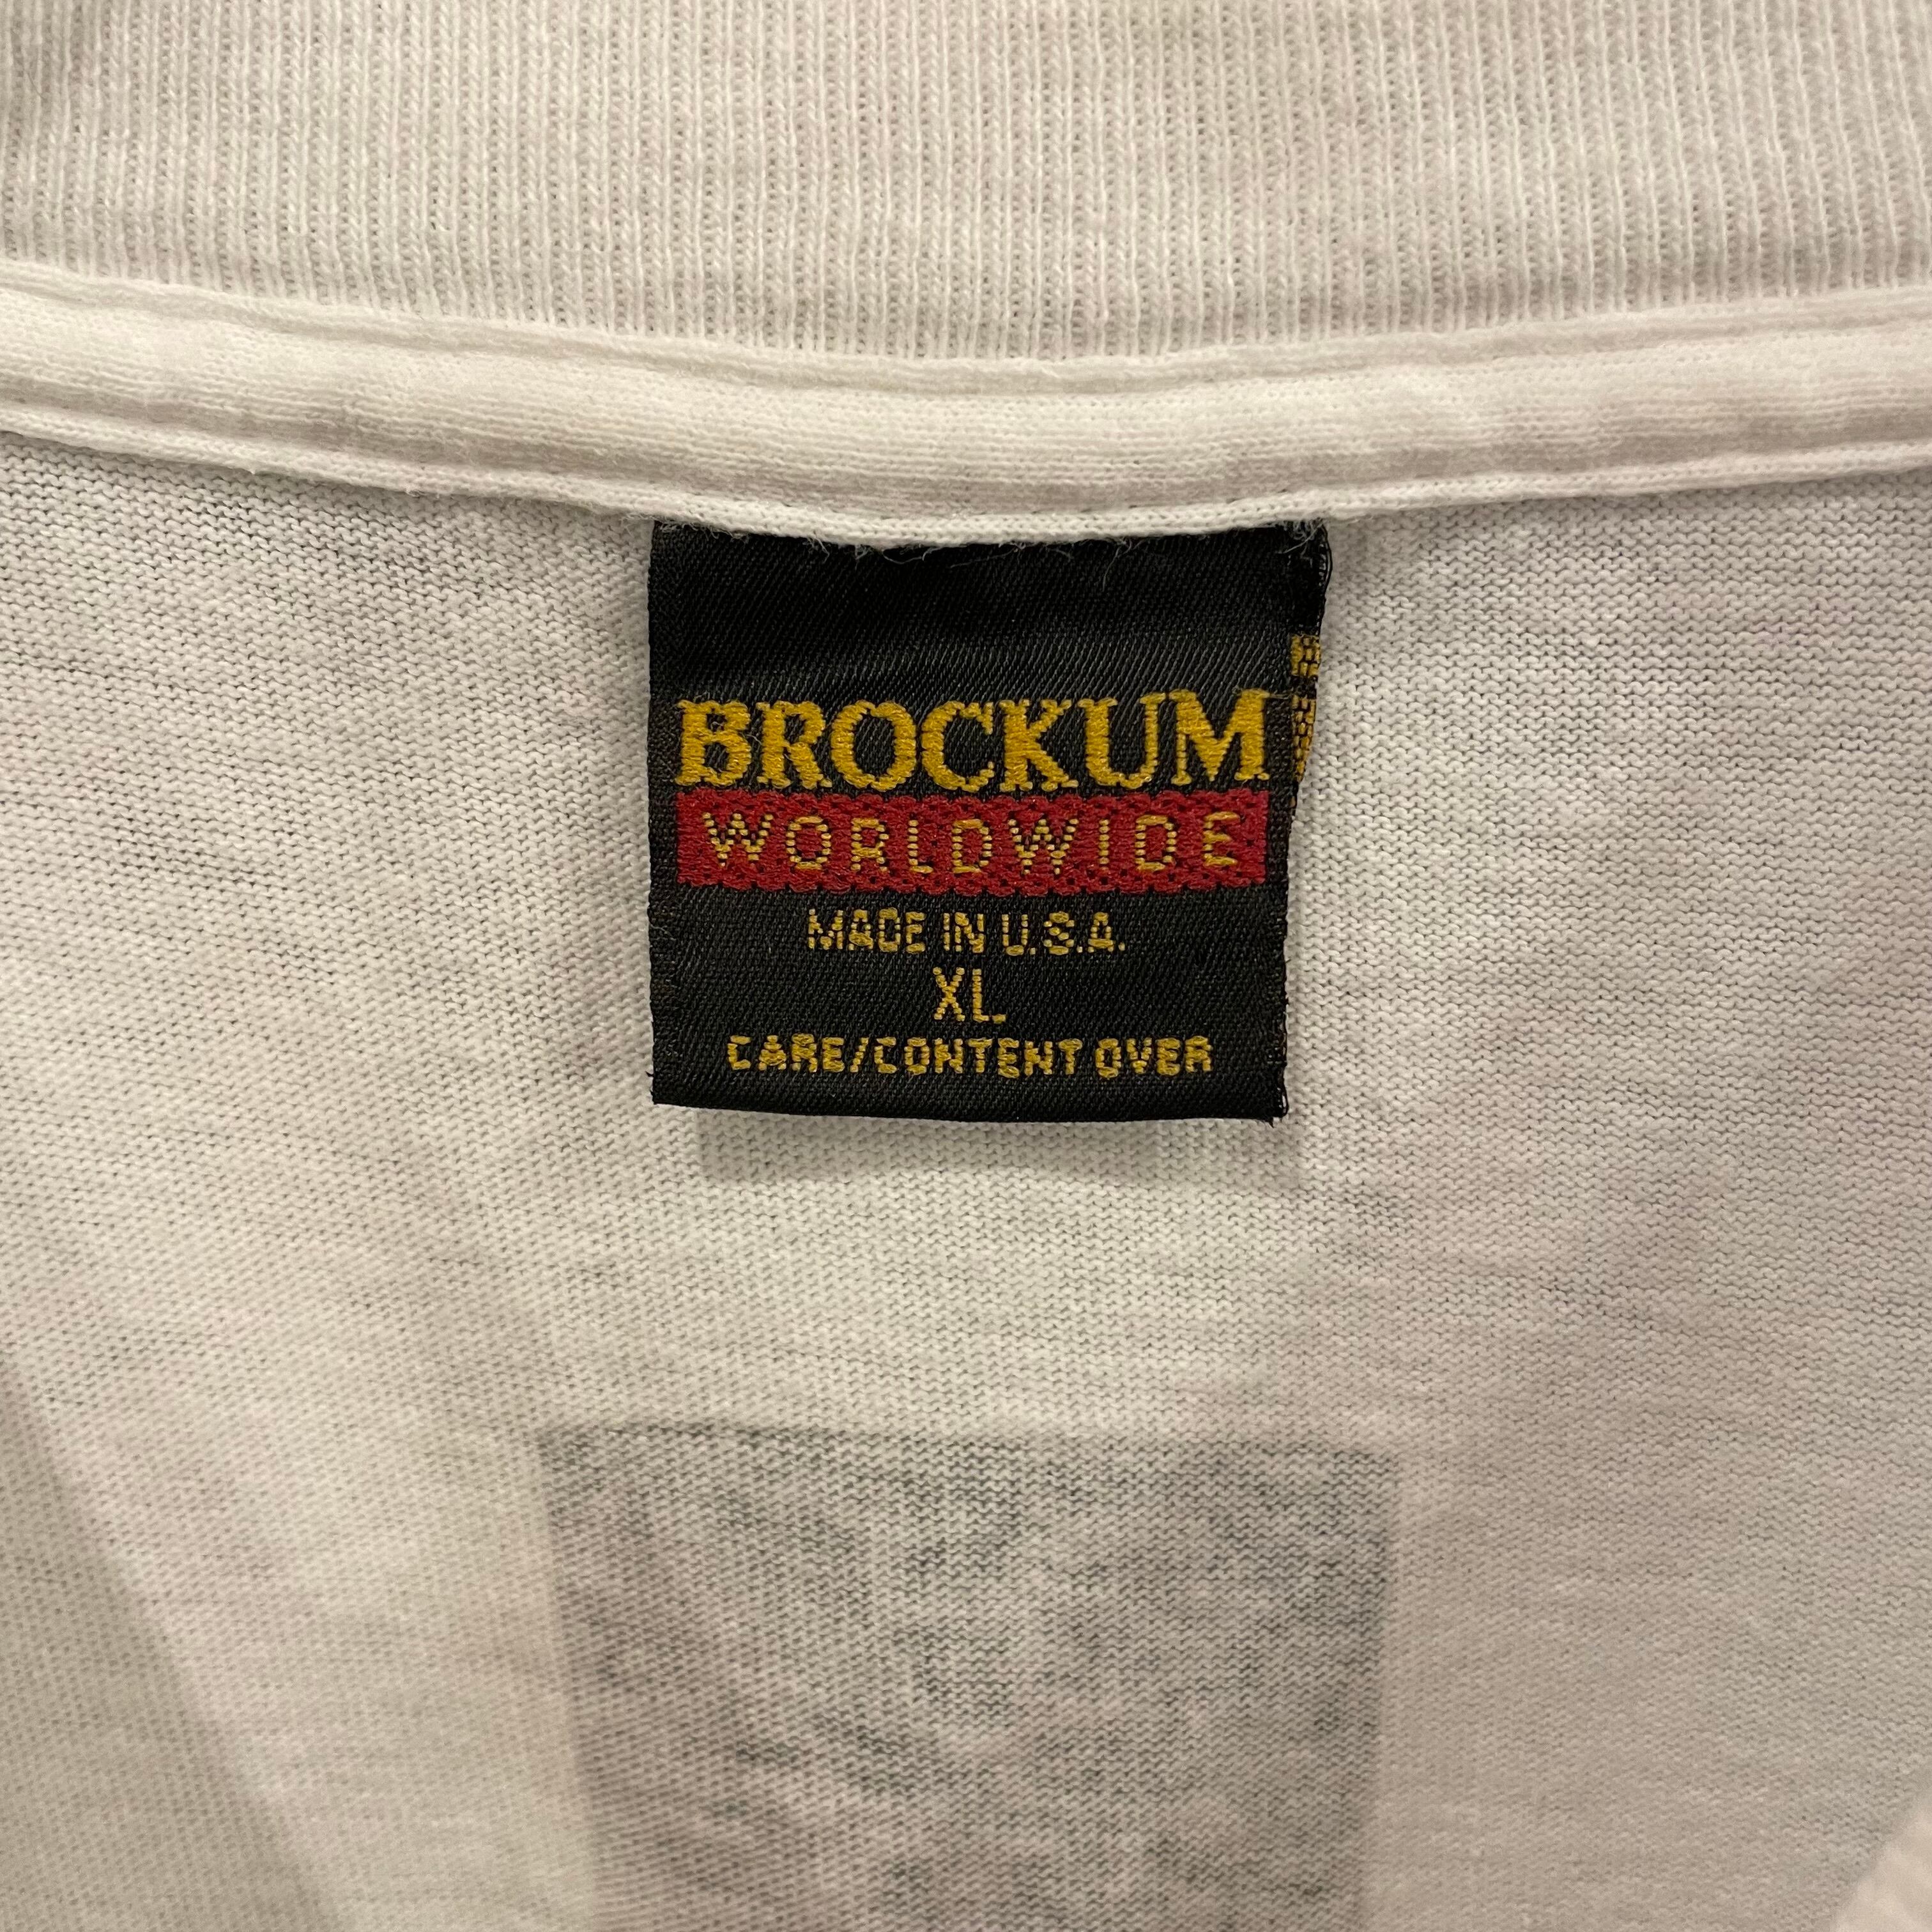 BROCKUM
WORLDWIDE
MADE IN U.S.A.
XL
CARE/CONTENT OVER